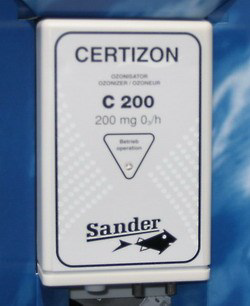 CERTIZON
OZONISATOR
OZONIZER / OZONEUR
C 200
200 mg O₃/h
Betrieb
operation
Sander